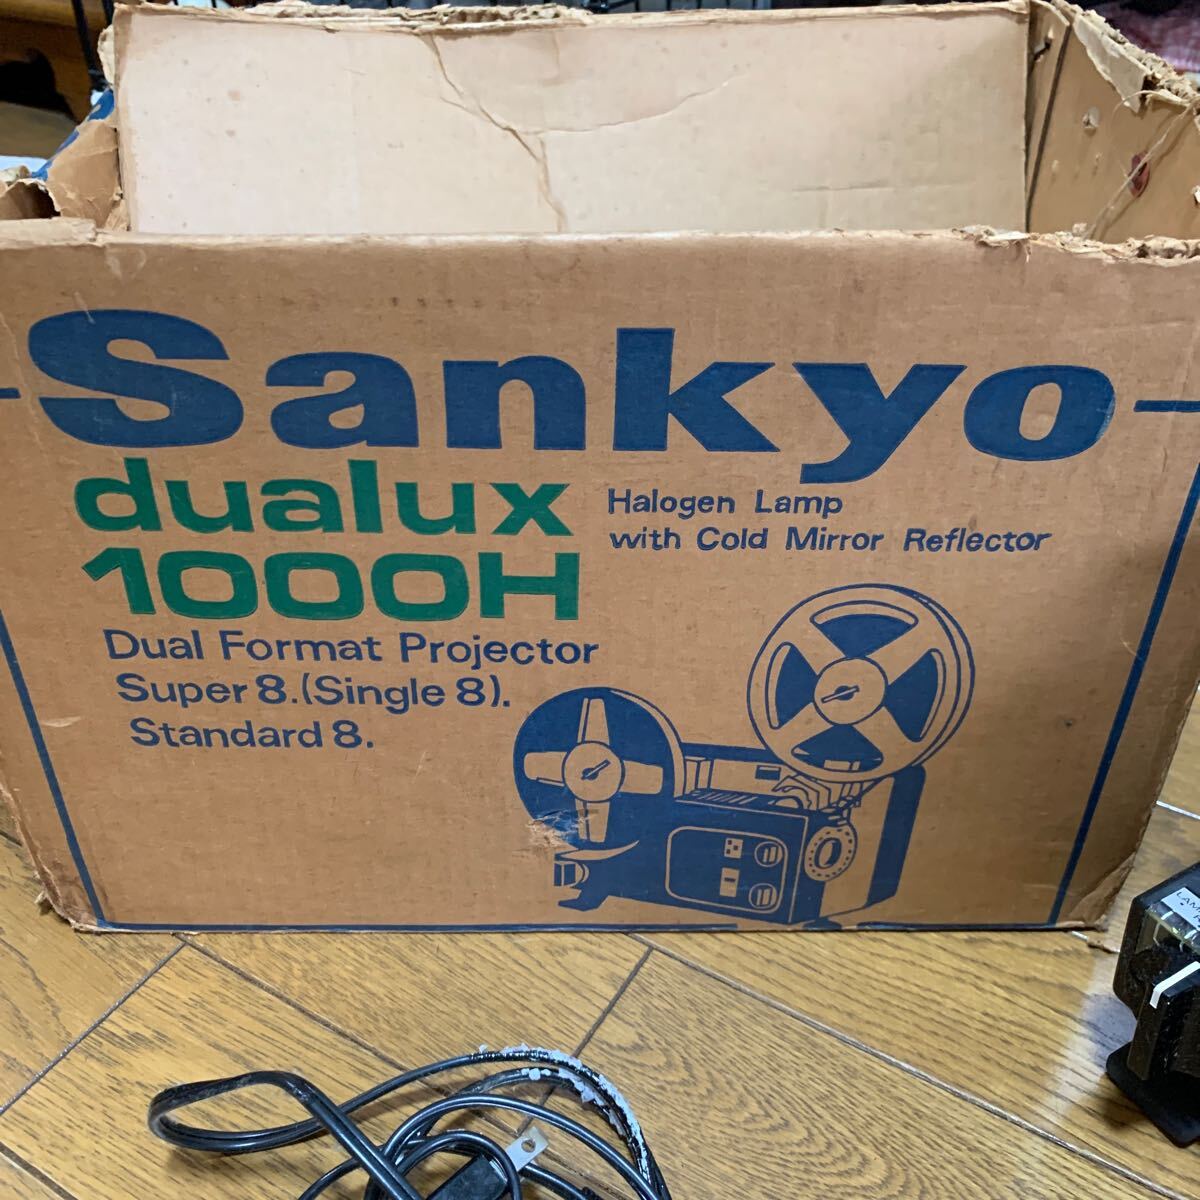 Sankyo
dualux
1000H
Halogen Lamp
with Cold Mirror Reflector
Dual Format Projector
Super 8.(Single 8).
Standard 8.